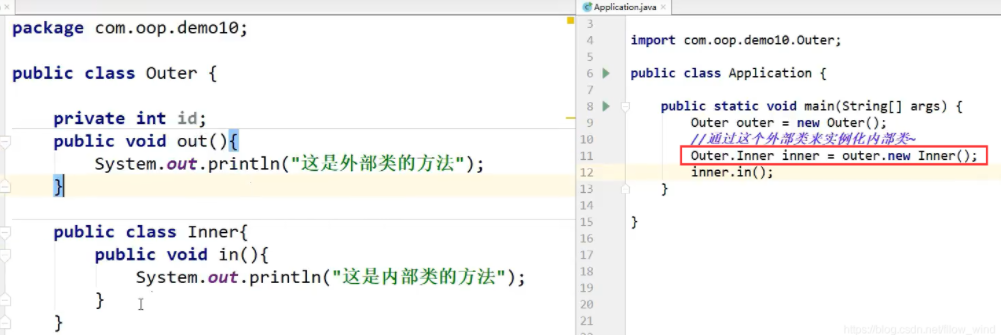 package com.oop.demo10;
public class Outer {
private int id;
public void out(){
System.out.println("这是外部类的方法");
}
public class Inner{
public void in(){
System.out.println("这是内部类的方法");
}
}
Application.java
3
4 import com.oop.demo10.Outer;
5
6 public class Application {
7
8 public static void main(String[] args) {
9 Outer outer = new Outer();
10 //通过这个外部类来实例化内部类~
11 Outer.Inner inner = outer.new Inner();
12 inner.in();
13 }
14
15 }
16
17
18
19
20
21